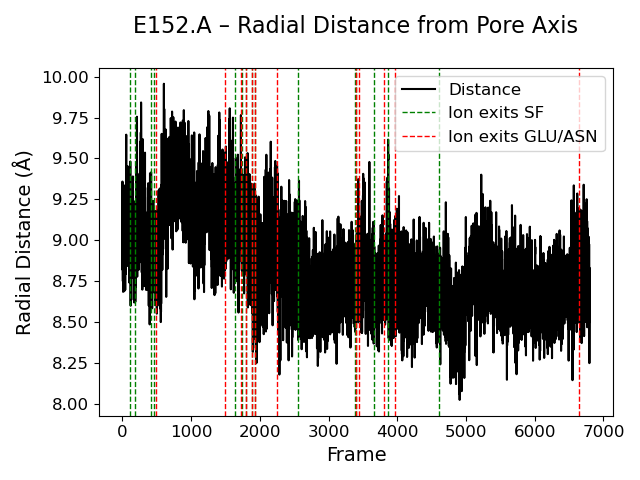 E152.A – Radial Distance from Pore Axis
Radial Distance (Å)
10.00
9.75
9.50
9.25
9.00
8.75
8.50
8.25
8.00
Distance
Ion exits SF
Ion exits GLU/ASN
0 1000 2000 3000 4000 5000 6000 7000
Frame